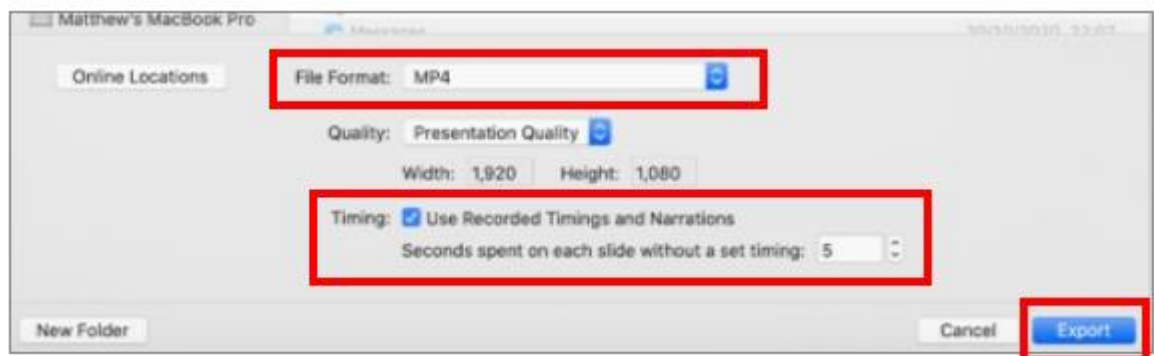 Matthew's MacBook Pro
Messages
Online Locations
File Format: MP4
Quality: Presentation Quality
Width: 1,920 Height: 1,080
Timing: Use Recorded Timings and Narrations
Seconds spent on each slide without a set timing: 5
New Folder Cancel Export